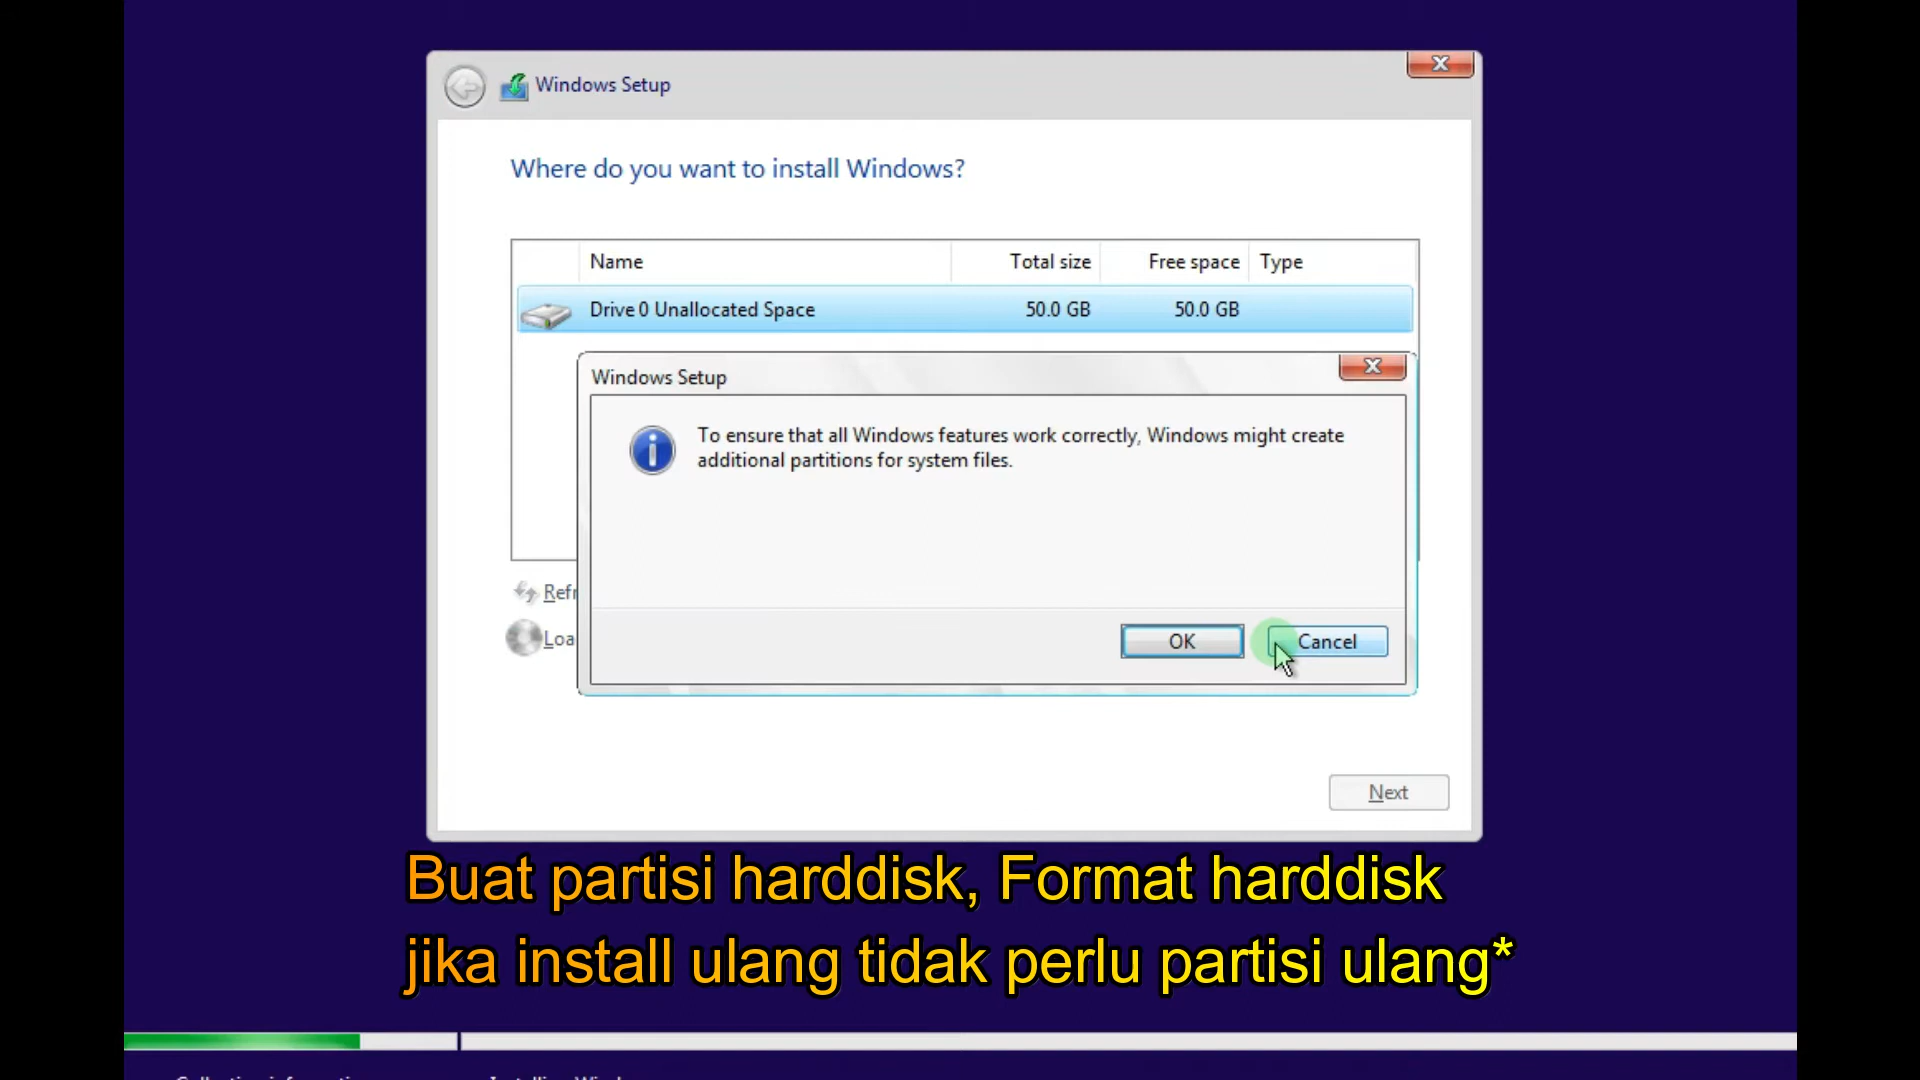 Windows Setup
Where do you want to install Windows?
Name Total size Free space Type
Drive 0 Unallocated Space 50.0 GB 50.0 GB
Windows Setup
To ensure that all Windows features work correctly, Windows might create
additional partitions for system files.
OK Cancel
Next
Buat partisi harddisk, Format harddisk
jika install ulang tidak perlu partisi ulang*